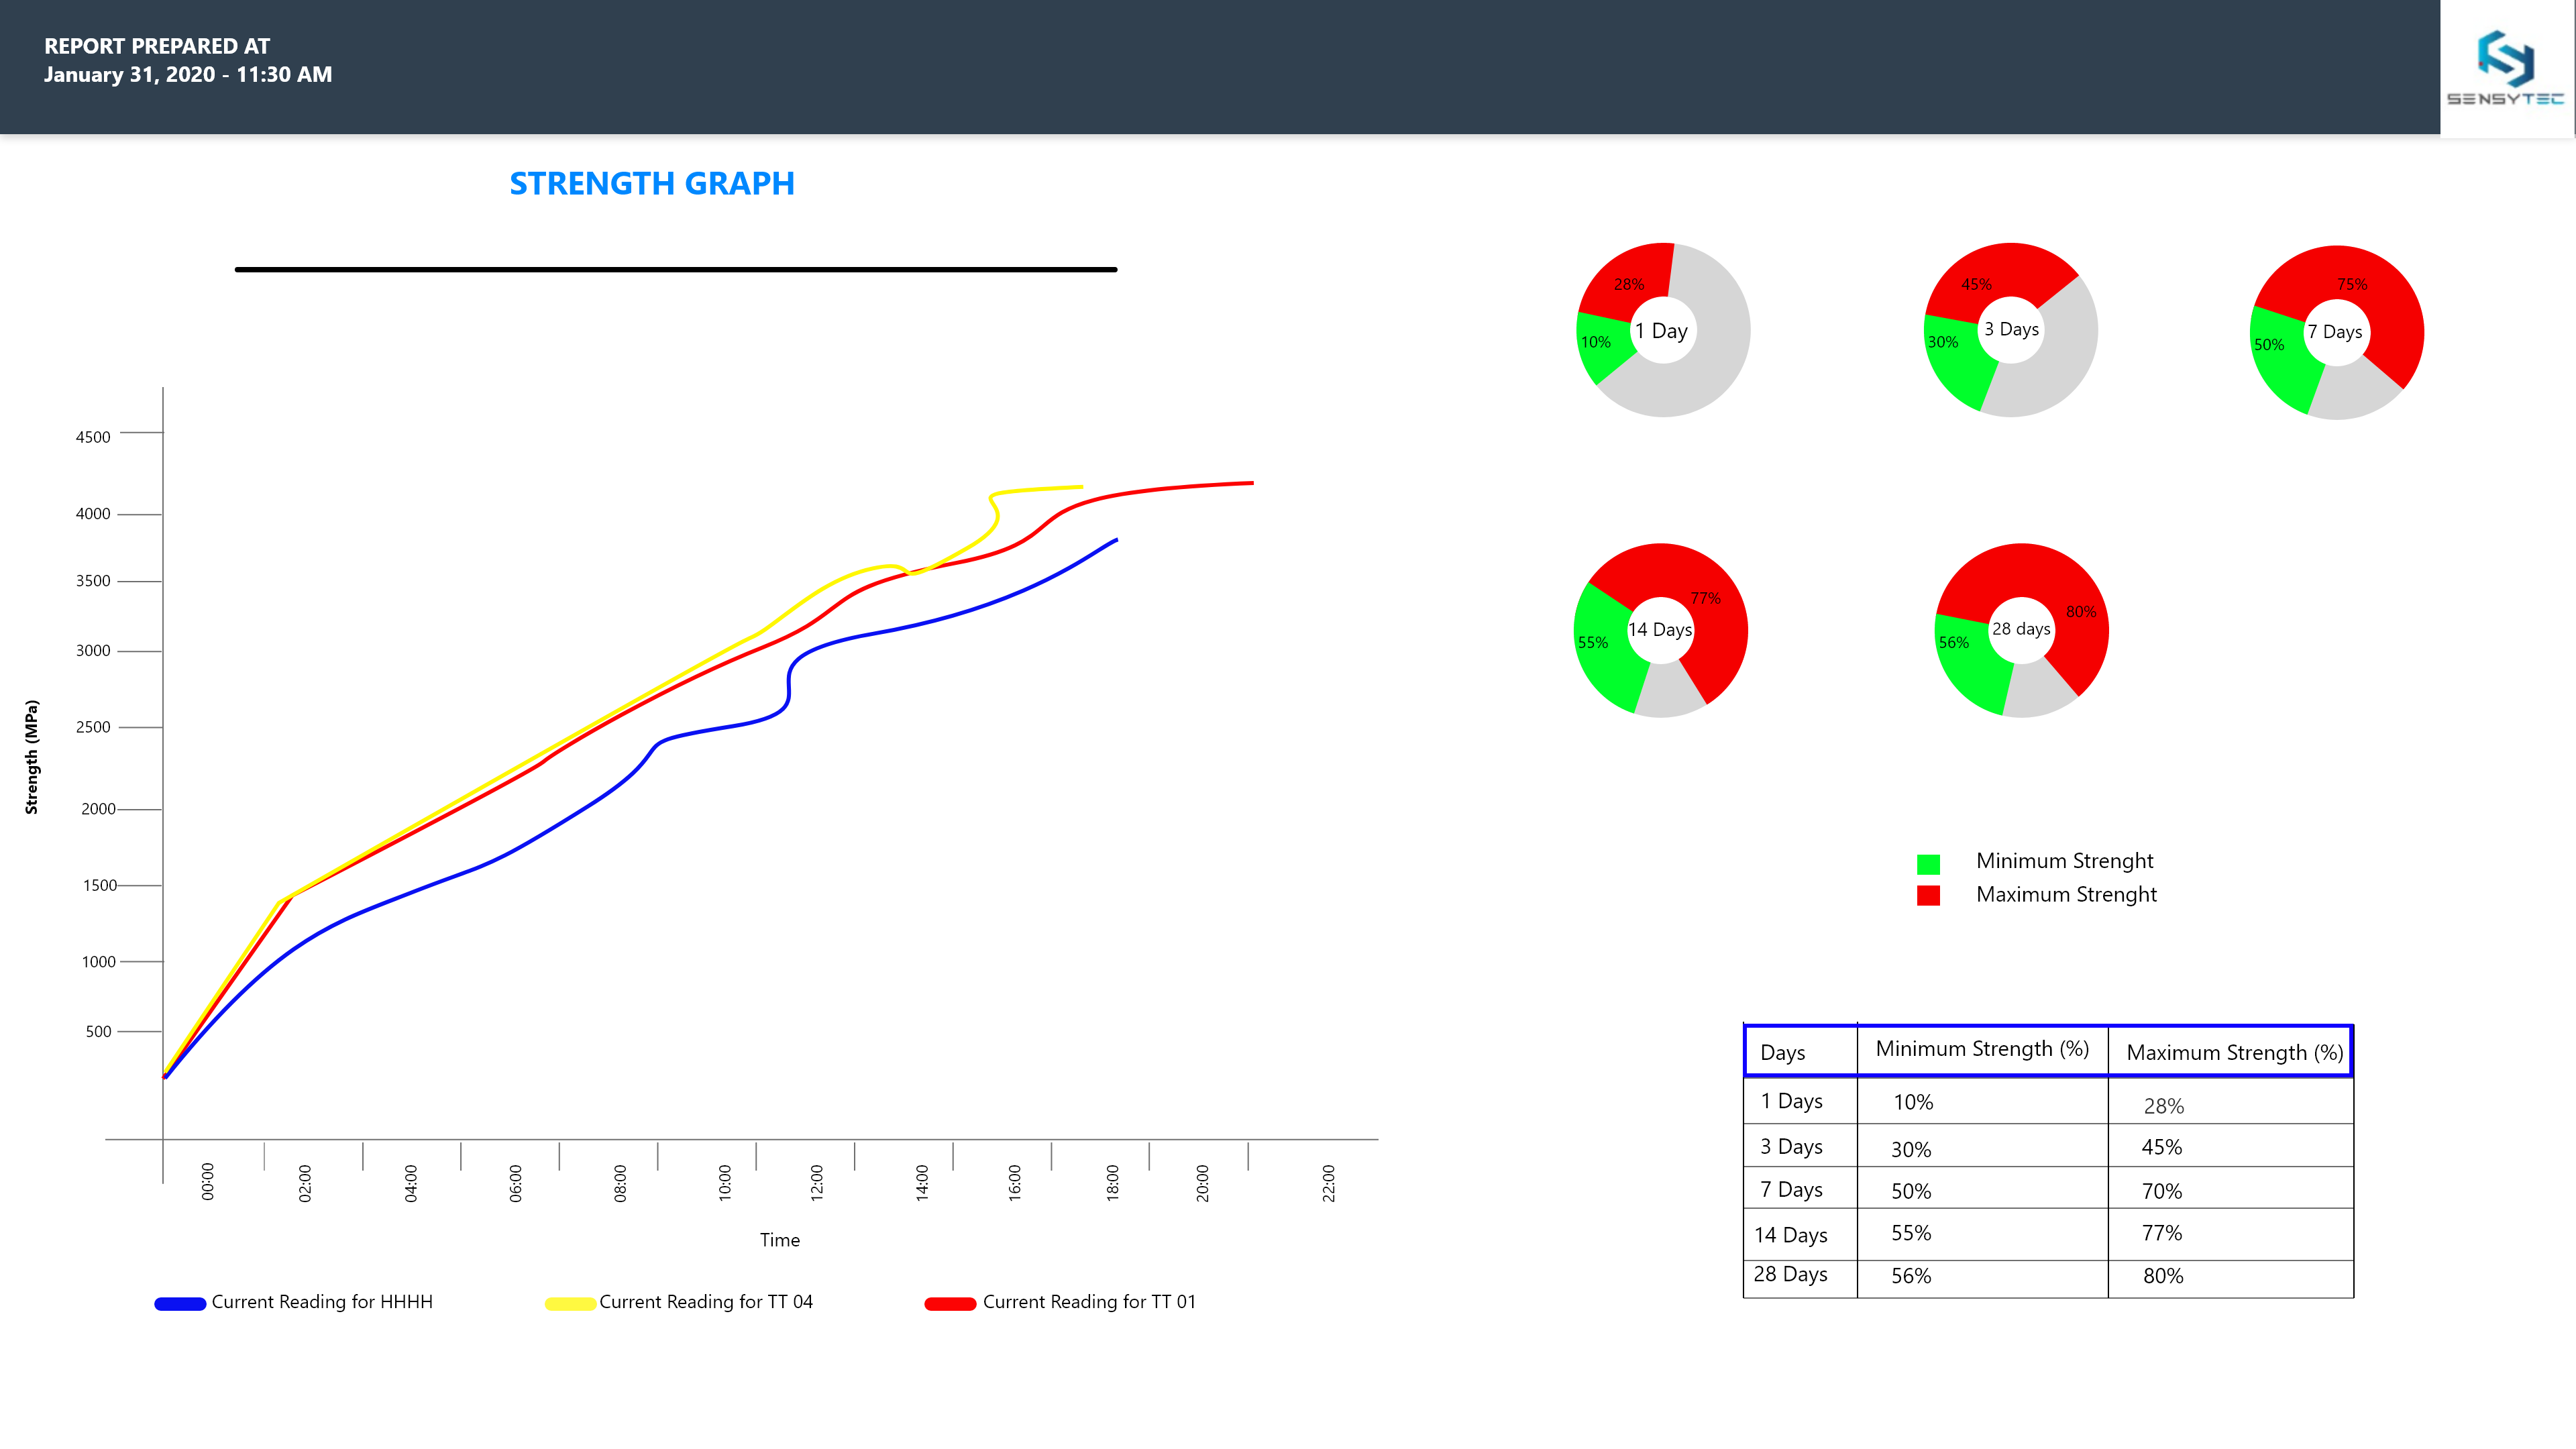 REPORT PREPARED AT
January 31, 2020 - 11:30 AM
SENSYTEC
STRENGTH GRAPH
4500
4000
3500
3000
2500
2000
1500
1000
500
Strength (MPa)
00:00
02:00
04:00
06:00
08:00
10:00
12:00
14:00
16:00
18:00
20:00
22:00
Time
Current Reading for HHHH
Current Reading for TT 04
Current Reading for TT 01
28%
10%
1 Day
45%
30%
3 Days
75%
50%
7 Days
77%
55%
14 Days
80%
56%
28 days
Minimum Strenght
Maximum Strenght
Days Minimum Strength (%) Maximum Strength (%)
1 Days 10% 28%
3 Days 30% 45%
7 Days 50% 70%
14 Days 55% 77%
28 Days 56% 80%